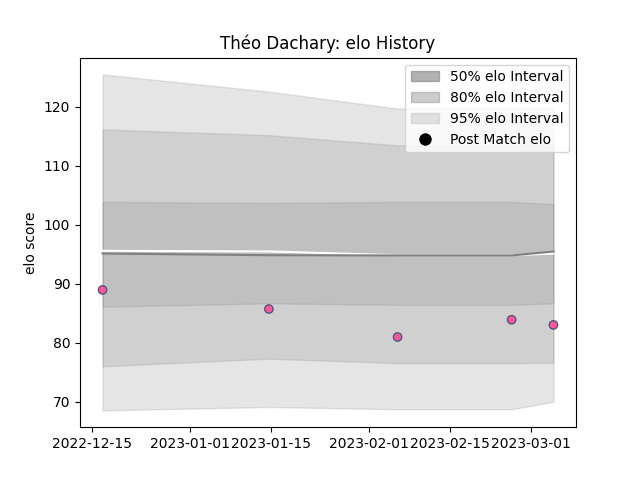 Théo Dachary: elo History
50% elo Interval
80% elo Interval
95% elo Interval
Post Match elo
elo score
120
110
100
90
80
70
2022-12-15 2023-01-01 2023-01-15 2023-02-01 2023-02-15 2023-03-01